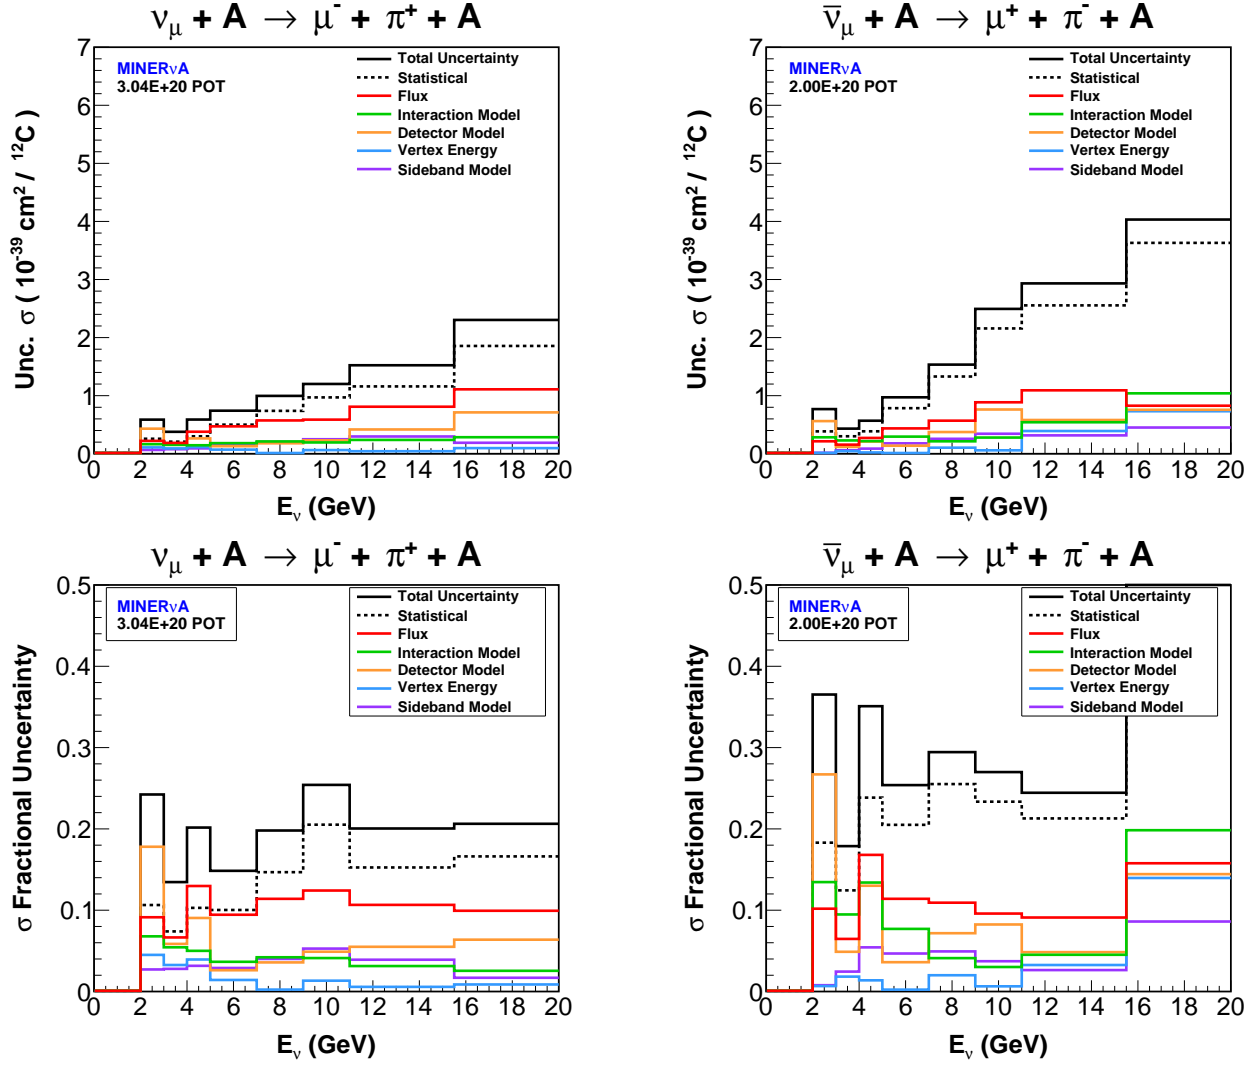 ν_μ + A → μ⁻ + π⁺ + A
MINERνA
3.04E+20 POT
Total Uncertainty
Statistical
Flux
Interaction Model
Detector Model
Vertex Energy
Sideband Model
Unc. σ ( 10⁻³⁹ cm² / ¹²C )
7
6
5
4
3
2
1
0
0 2 4 6 8 10 12 14 16 18 20
E_ν (GeV)
ν̅_μ + A → μ⁺ + π⁻ + A
MINERνA
2.00E+20 POT
Total Uncertainty
Statistical
Flux
Interaction Model
Detector Model
Vertex Energy
Sideband Model
Unc. σ ( 10⁻³⁹ cm² / ¹²C )
7
6
5
4
3
2
1
0
0 2 4 6 8 10 12 14 16 18 20
E_ν (GeV)
ν_μ + A → μ⁻ + π⁺ + A
MINERνA
3.04E+20 POT
Total Uncertainty
Statistical
Flux
Interaction Model
Detector Model
Vertex Energy
Sideband Model
σ Fractional Uncertainty
0.5
0.4
0.3
0.2
0.1
0
0 2 4 6 8 10 12 14 16 18 20
E_ν (GeV)
ν̅_μ + A → μ⁺ + π⁻ + A
MINERνA
2.00E+20 POT
Total Uncertainty
Statistical
Flux
Interaction Model
Detector Model
Vertex Energy
Sideband Model
σ Fractional Uncertainty
0.5
0.4
0.3
0.2
0.1
0
0 2 4 6 8 10 12 14 16 18 20
E_ν (GeV)